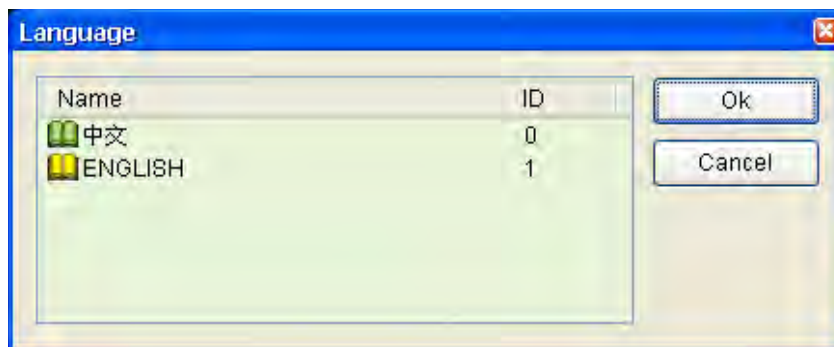 Language
Name ID
中文 0
ENGLISH 1
Ok
Cancel